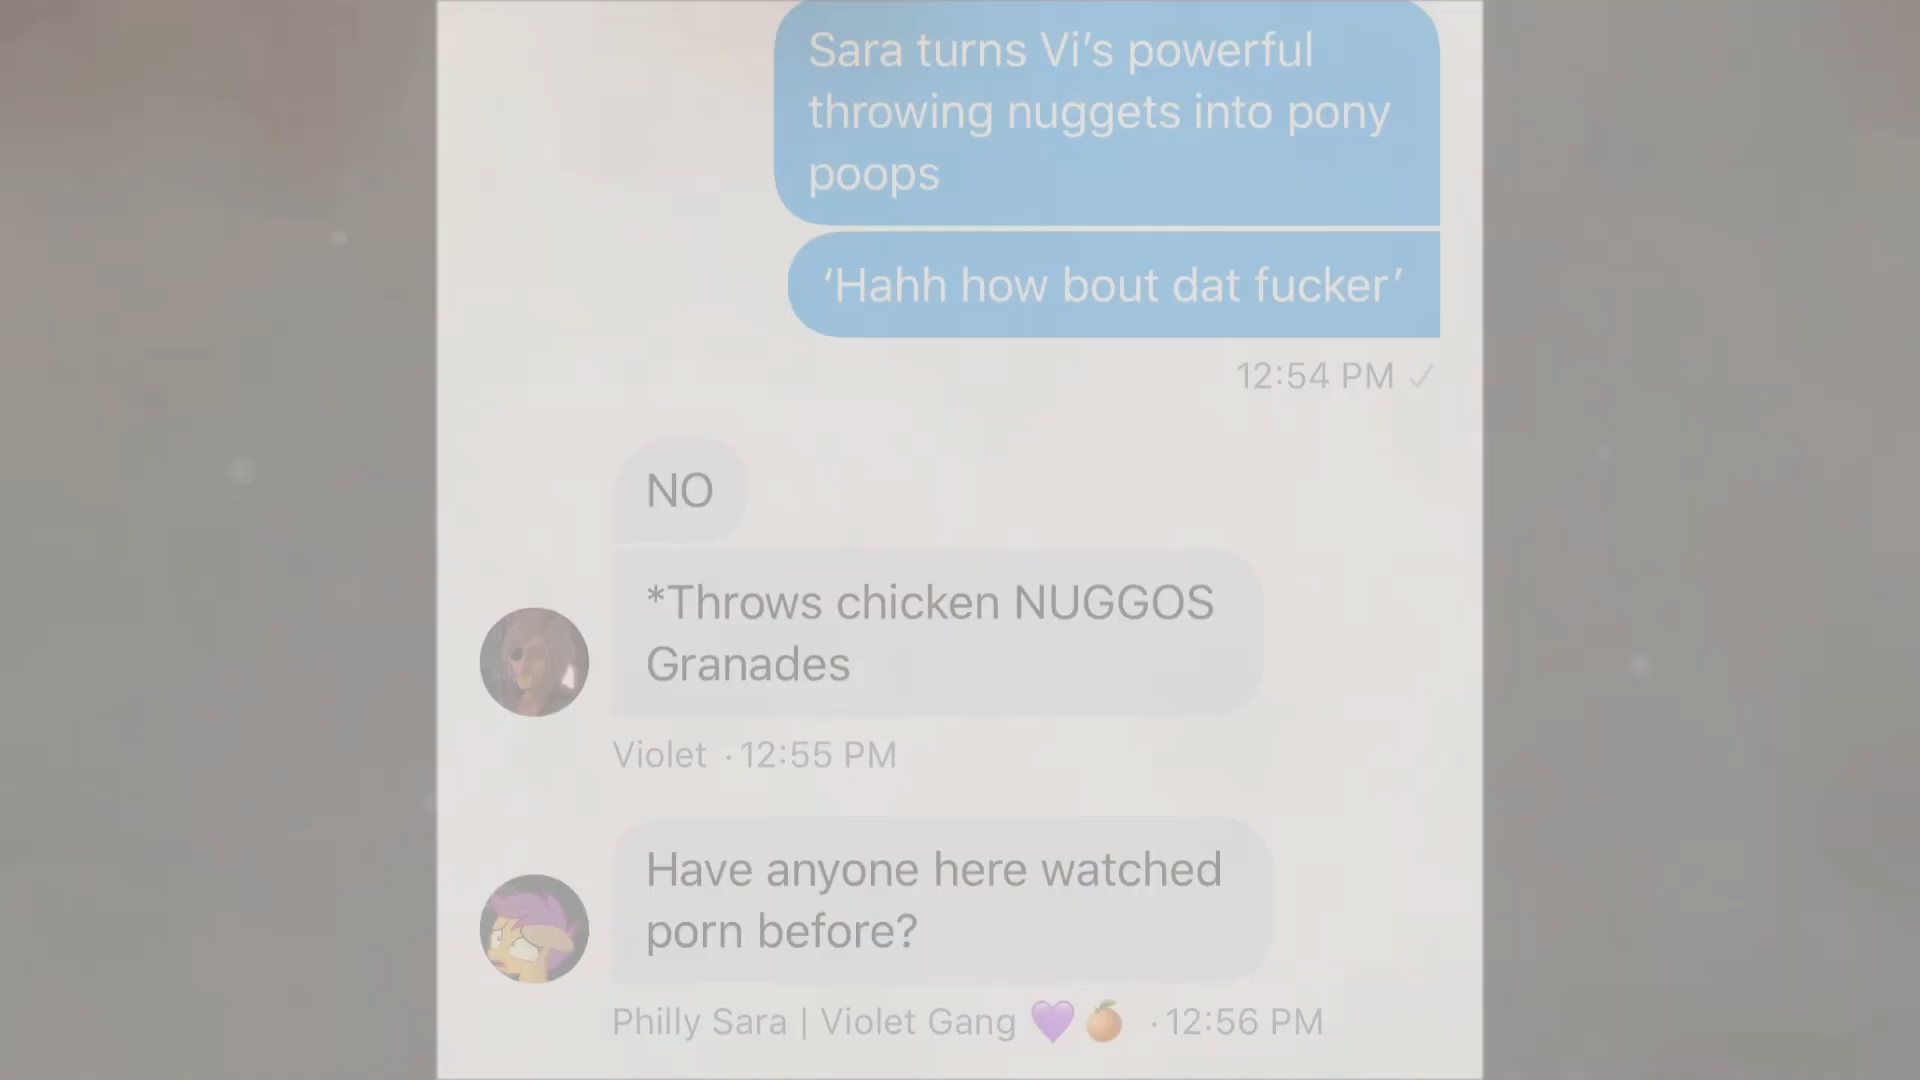 Sara turns Vi’s powerful
throwing nuggets into pony
poops
‘Hahh how bout dat fucker’
12:54 PM ✓
NO
*Throws chicken NUGGOS
Granades
Violet · 12:55 PM
Have anyone here watched
porn before?
Philly Sara | Violet Gang 💜 🍊 · 12:56 PM